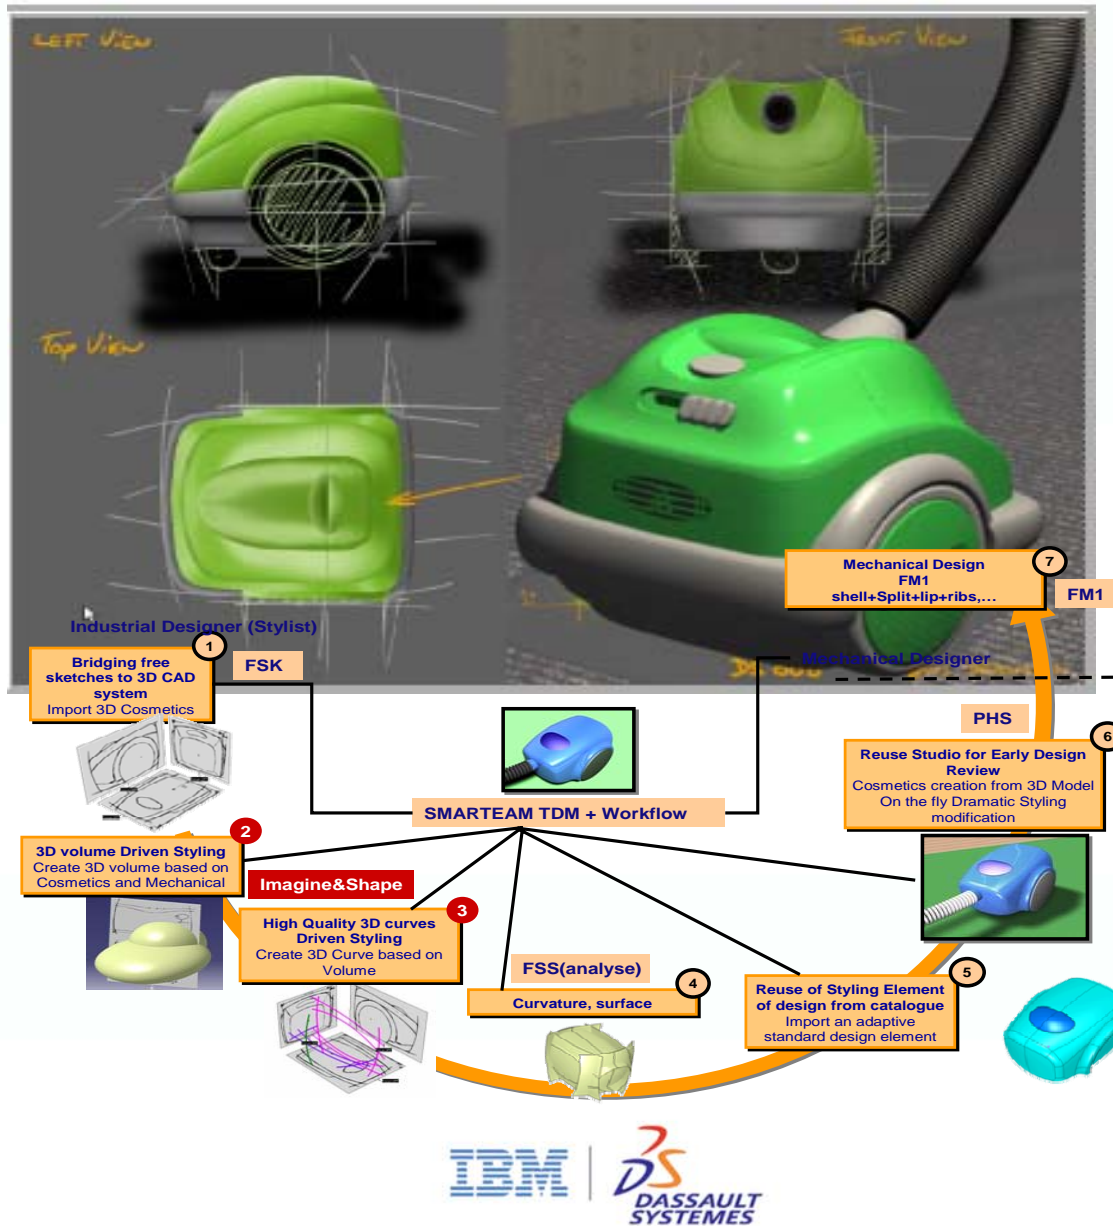 LEFT VIEW
FRONT VIEW
TOP VIEW
Mechanical Design
FM1
shell+Split+lip+ribs,...
7
FM1
Industrial Designer (Stylist)
1
Bridging free
sketches to 3D CAD
system
Import 3D Cosmetics
FSK
Mechanical Designer
PHS
6
Reuse Studio for Early Design
Review
Cosmetics creation from 3D Model
On the fly Dramatic Styling
modification
SMARTEAM TDM + Workflow
2
3D volume Driven Styling
Create 3D volume based on
Cosmetics and Mechanical
Imagine&Shape
3
High Quality 3D curves
Driven Styling
Create 3D Curve based on
Volume
FSS(analyse)
4
Curvature, surface
5
Reuse of Styling Element
of design from catalogue
Import an adaptive
standard design element
IBM
DASSAULT
SYSTEMES